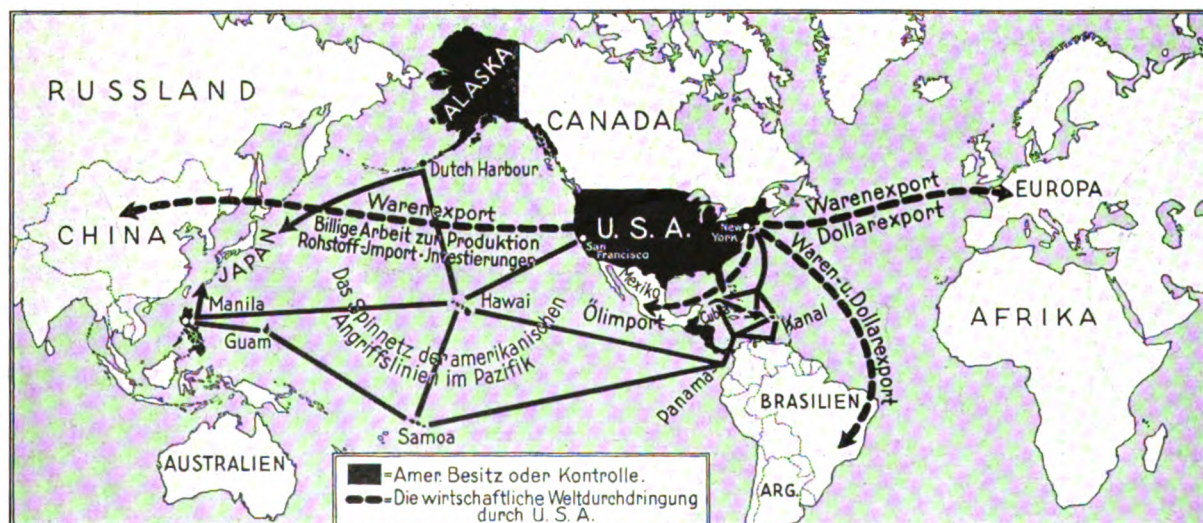 RUSSLAND
ALASKA
CANADA
Dutch Harbour
Warenexport
Billige Arbeit zur Produktion
Rohstoff-Jmport-Jnvestierungen
CHINA
JAPAN
U. S. A.
San
Francisco
New
York
Warenexport
Dollarexport
EUROPA
Waren-u.Dollarexport
Mexiko
Ölimport
Cuba
Kanal
Manila
Guam
Hawai
Das Spinnetz der amerikanischen
Angriffslinien im Pazifik
Panama
Samoa
AFRIKA
BRASILIEN
AUSTRALIEN
ARG.
=Amer. Besitz oder Kontrolle.
=Die wirtschaftliche Weltdurchdringung
durch U. S. A.